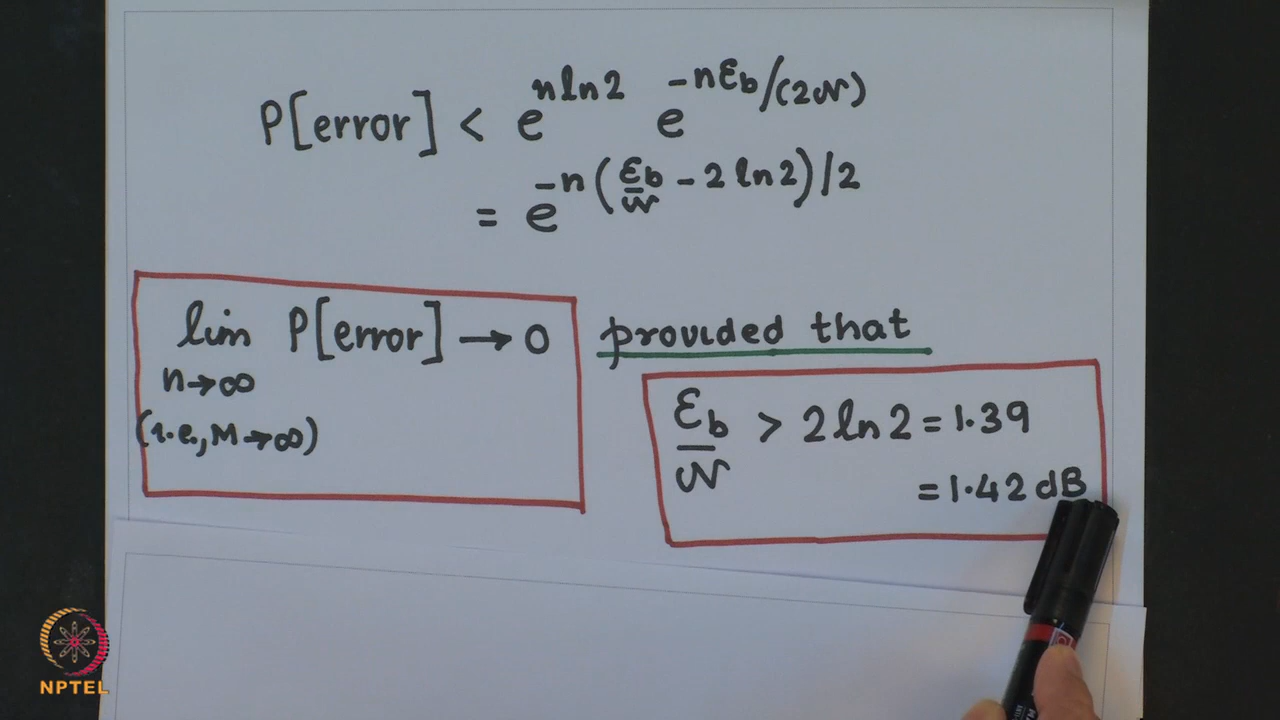 P[error] < e^{n ln 2} e^{-nℰb/(2𝒩)}
= e^{-n(ℰb/𝒩 - 2 ln 2)/2}
lim P[error] → 0 provided that
n→∞
(i.e., M→∞)
ℰb/𝒩 > 2 ln 2 = 1.39
= 1.42 dB
NPTEL